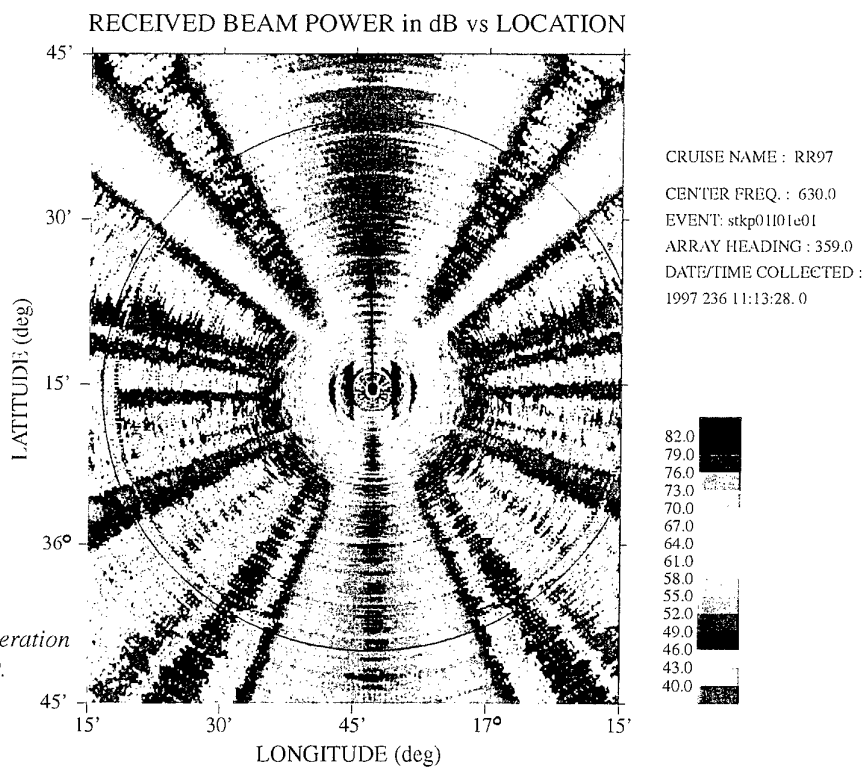 RECEIVED BEAM POWER in dB vs LOCATION
45'
30'
15'
36°
45'
LATITUDE (deg)
15'
30'
45'
17°
15'
LONGITUDE (deg)
CRUISE NAME : RR97
CENTER FREQ. : 630.0
EVENT: stkp01l01e01
ARRAY HEADING : 359.0
DATE/TIME COLLECTED :
1997 236 11:13:28. 0
82.0
79.0
76.0
73.0
70.0
67.0
64.0
61.0
58.0
55.0
52.0
49.0
46.0
43.0
40.0
eration